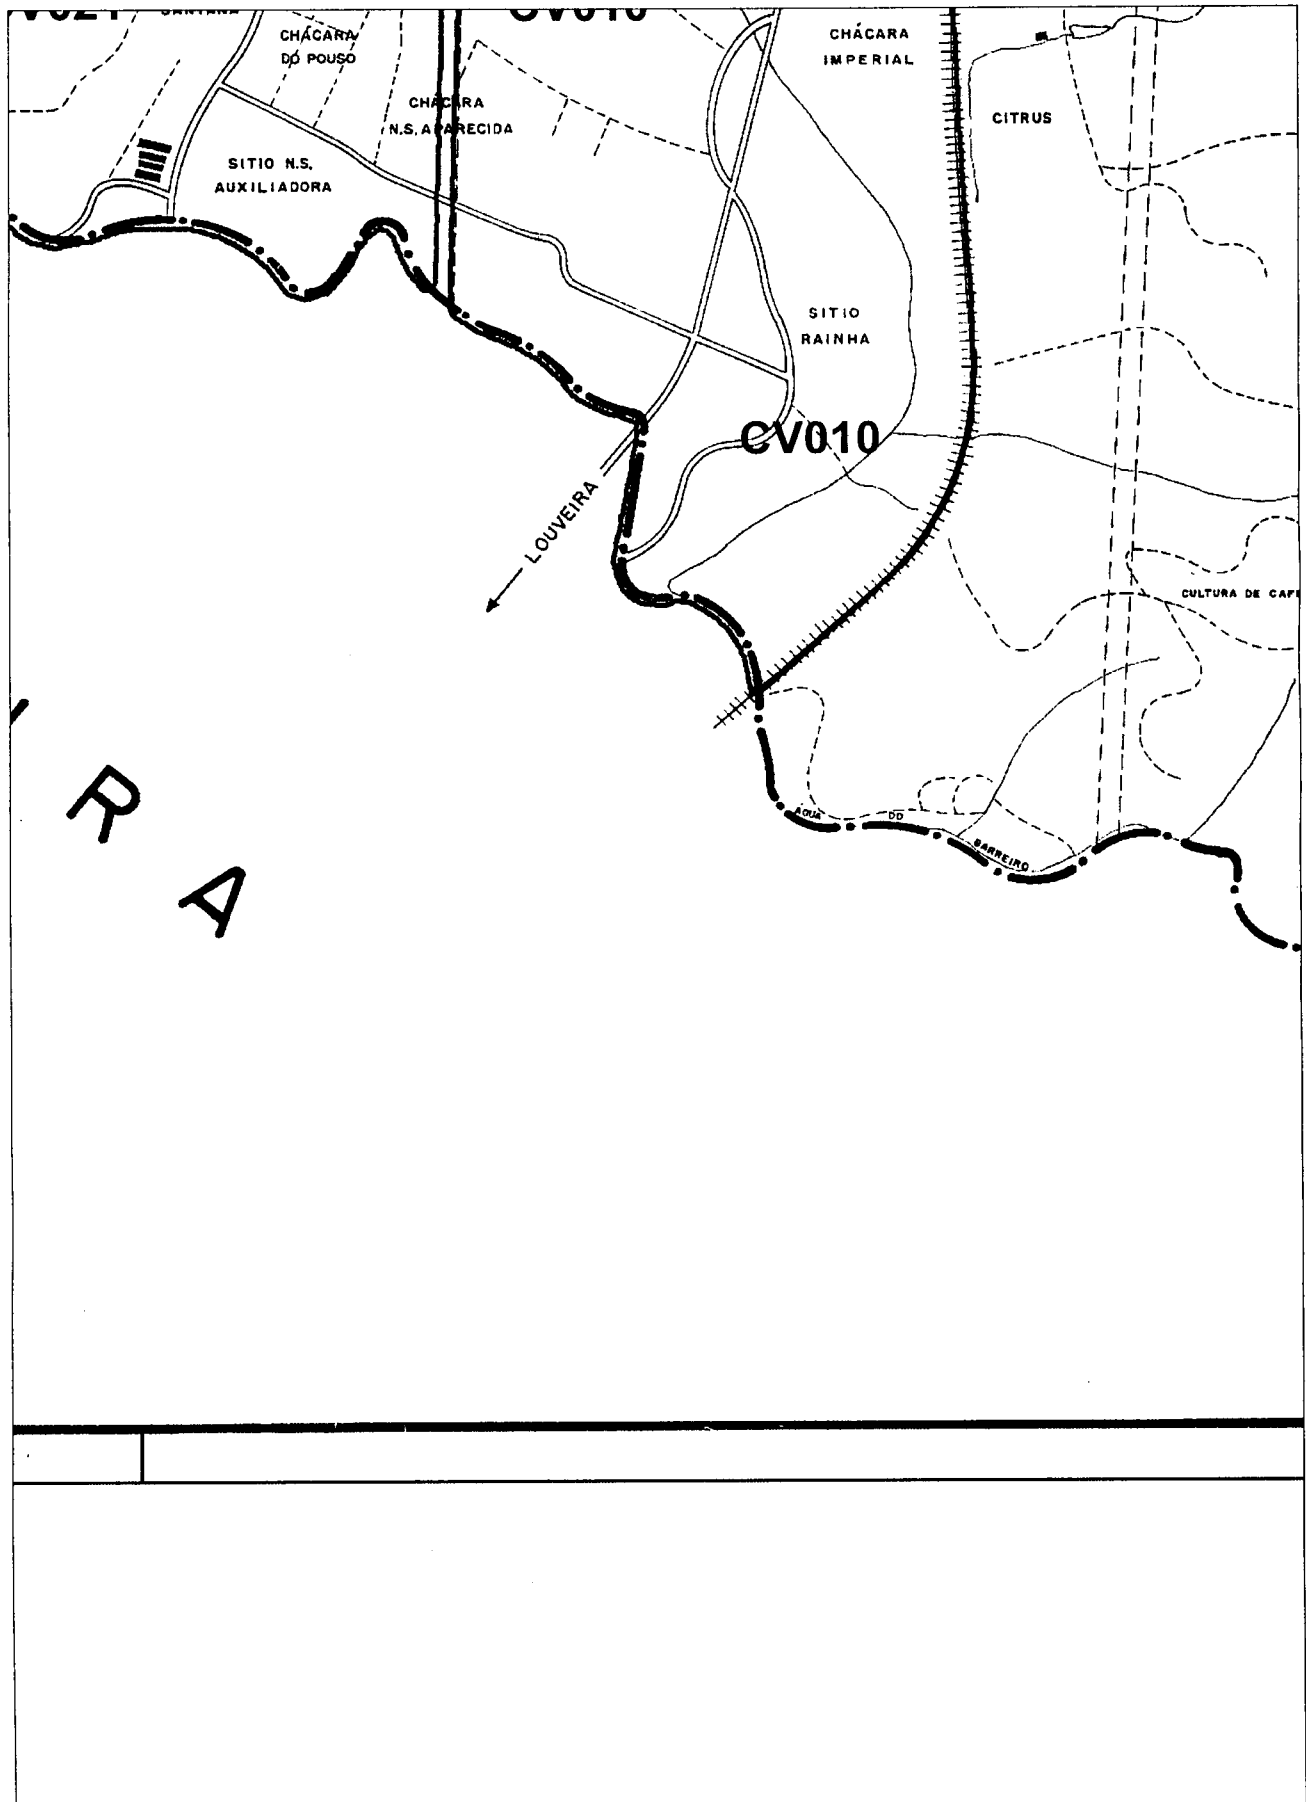 CHÁCARA
DO POUSO
CHÁCARA
IMPERIAL
CHÁCARA
N.S. APARECIDA
CITRUS
SITIO N.S.
AUXILIADORA
SITIO
RAINHA
CV010
LOUVEIRA
CULTURA DE CAF
R
A
AGUA DO BARREIRO